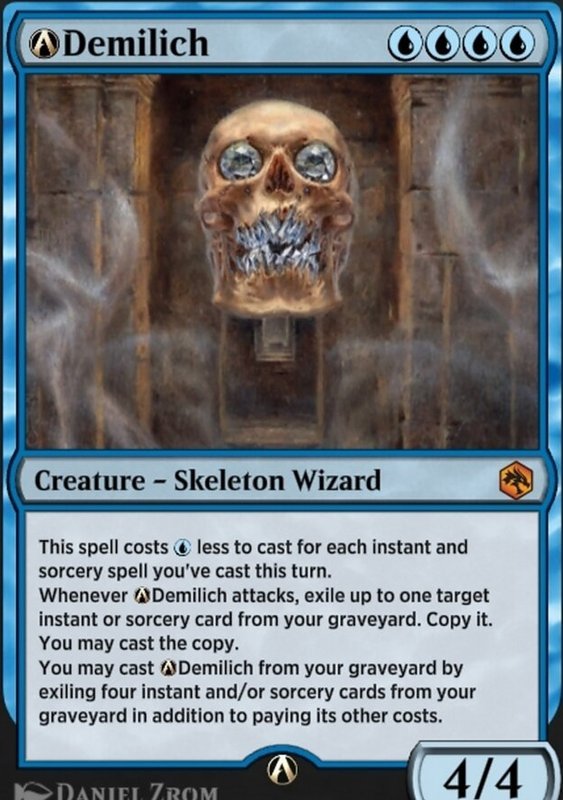 Demilich
Creature – Skeleton Wizard
This spell costs less to cast for each instant and
sorcery spell you've cast this turn.
Whenever Demilich attacks, exile up to one target
instant or sorcery card from your graveyard. Copy it.
You may cast the copy.
You may cast Demilich from your graveyard by
exiling four instant and/or sorcery cards from your
graveyard in addition to paying its other costs.
4/4
Daniel Zrom